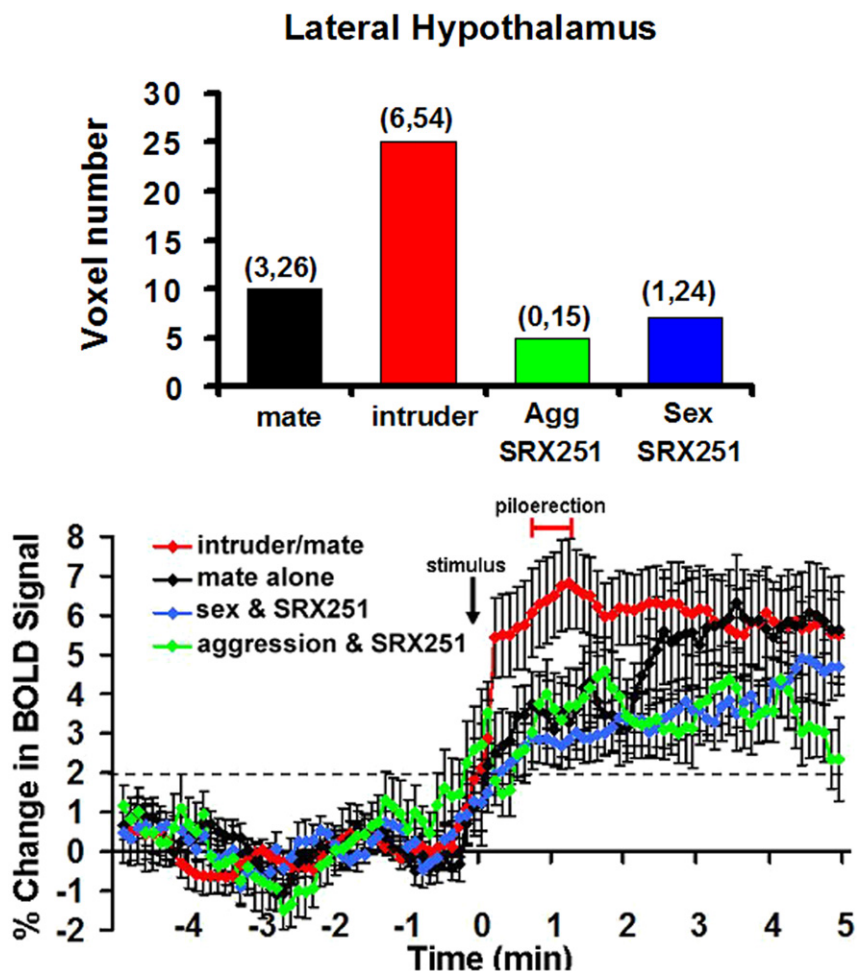 Lateral Hypothalamus
Voxel number
30
25
20
15
10
5
0
(3,26)
(6,54)
(0,15)
(1,24)
mate
intruder
Agg
SRX251
Sex
SRX251
% Change in BOLD Signal
8
7
6
5
4
3
2
1
0
-1
-2
intruder/mate
mate alone
sex & SRX251
aggression & SRX251
piloerection
stimulus
-4
-3
-2
-1
0
1
2
3
4
5
Time (min)